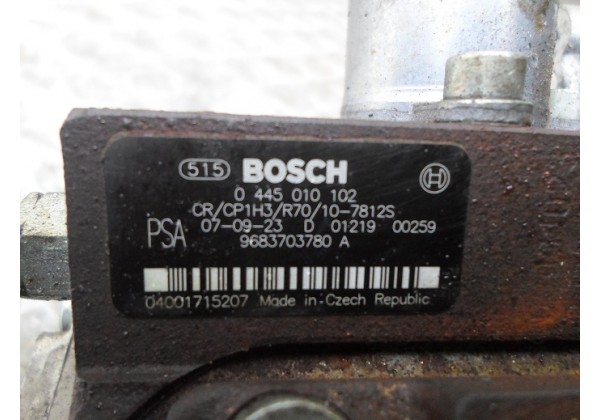 515 BOSCH
0 445 010 102
CR/CP1H3/R70/10-7812S
PSA 07-09-23 D 01219 00259
9683703780 A
04001715207 Made in Czech Republic